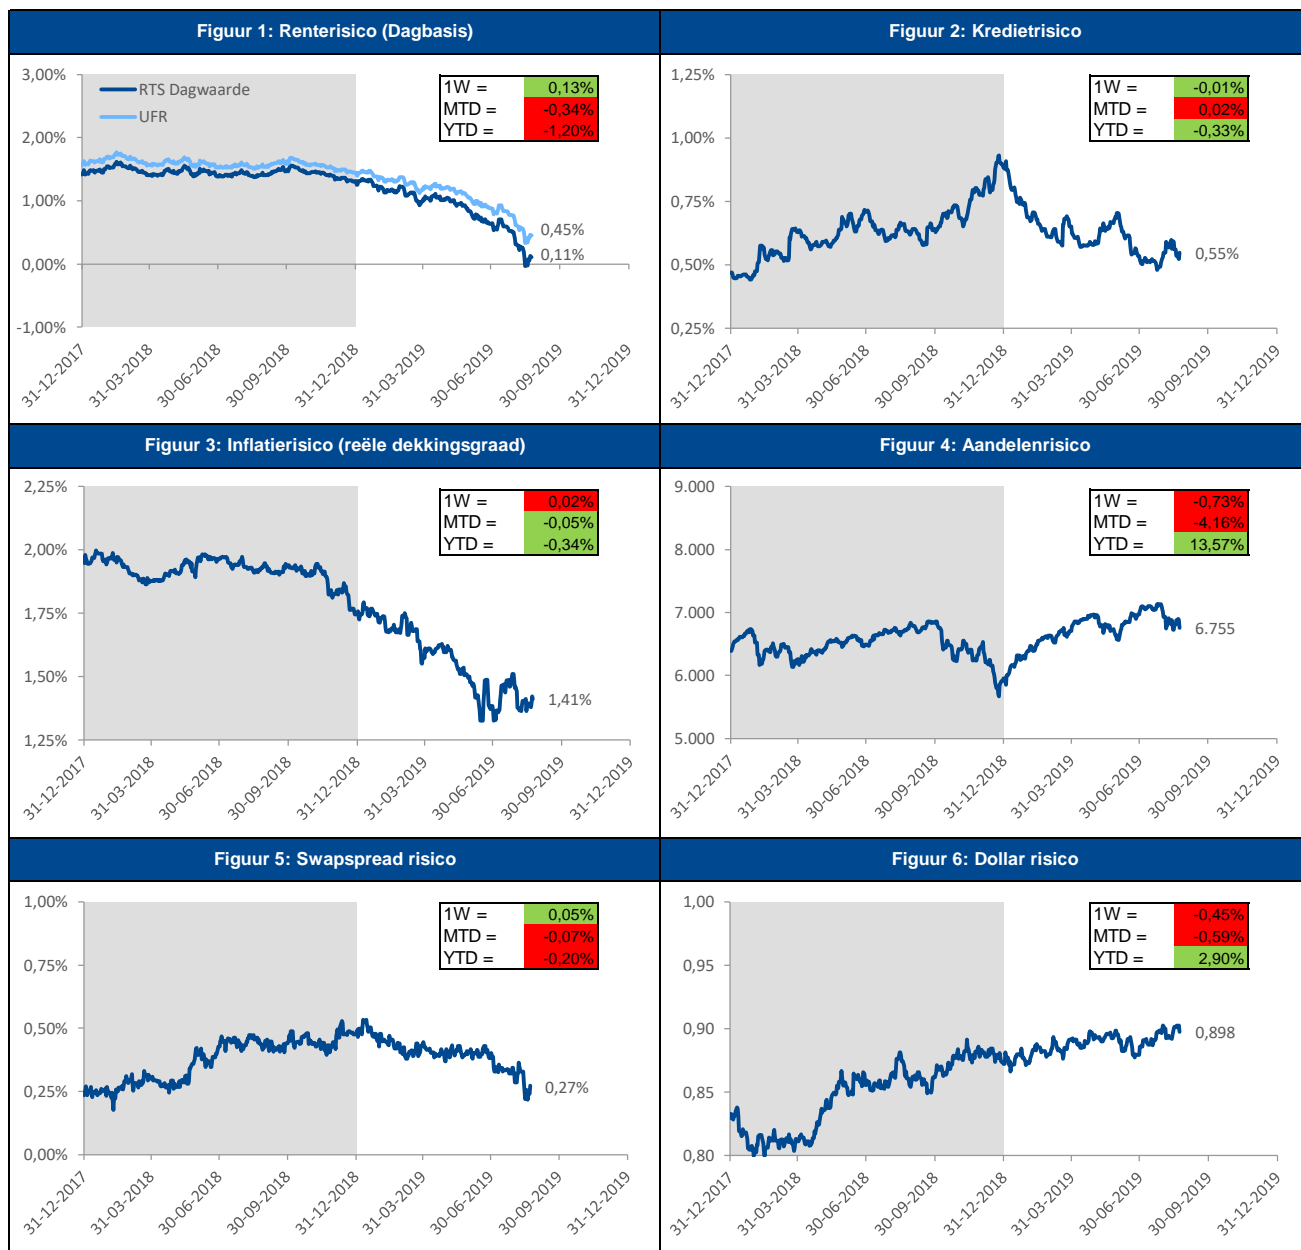 Figuur 1: Renterisico (Dagbasis)
3,00%
2,00%
1,00%
0,00%
-1,00%
RTS Dagwaarde
UFR
1W = 0,13%
MTD = -0,34%
YTD = -1,20%
0,45%
0,11%
31-12-2017 31-03-2018 30-06-2018 30-09-2018 31-12-2018 31-03-2019 30-06-2019 30-09-2019 31-12-2019
Figuur 2: Kredietrisico
1,25%
1,00%
0,75%
0,50%
0,25%
1W = -0,01%
MTD = 0,02%
YTD = -0,33%
0,55%
31-12-2017 31-03-2018 30-06-2018 30-09-2018 31-12-2018 31-03-2019 30-06-2019 30-09-2019 31-12-2019
Figuur 3: Inflatierisico (reële dekkingsgraad)
2,25%
2,00%
1,75%
1,50%
1,25%
1W = 0,02%
MTD = -0,05%
YTD = -0,34%
1,41%
31-12-2017 31-03-2018 30-06-2018 30-09-2018 31-12-2018 31-03-2019 30-06-2019 30-09-2019 31-12-2019
Figuur 4: Aandelenrisico
9.000
8.000
7.000
6.000
5.000
1W = -0,73%
MTD = -4,16%
YTD = 13,57%
6.755
31-12-2017 31-03-2018 30-06-2018 30-09-2018 31-12-2018 31-03-2019 30-06-2019 30-09-2019 31-12-2019
Figuur 5: Swapspread risico
1,00%
0,75%
0,50%
0,25%
0,00%
1W = 0,05%
MTD = -0,07%
YTD = -0,20%
0,27%
31-12-2017 31-03-2018 30-06-2018 30-09-2018 31-12-2018 31-03-2019 30-06-2019 30-09-2019 31-12-2019
Figuur 6: Dollar risico
1,00
0,95
0,90
0,85
0,80
1W = -0,45%
MTD = -0,59%
YTD = 2,90%
0,898
31-12-2017 31-03-2018 30-06-2018 30-09-2018 31-12-2018 31-03-2019 30-06-2019 30-09-2019 31-12-2019